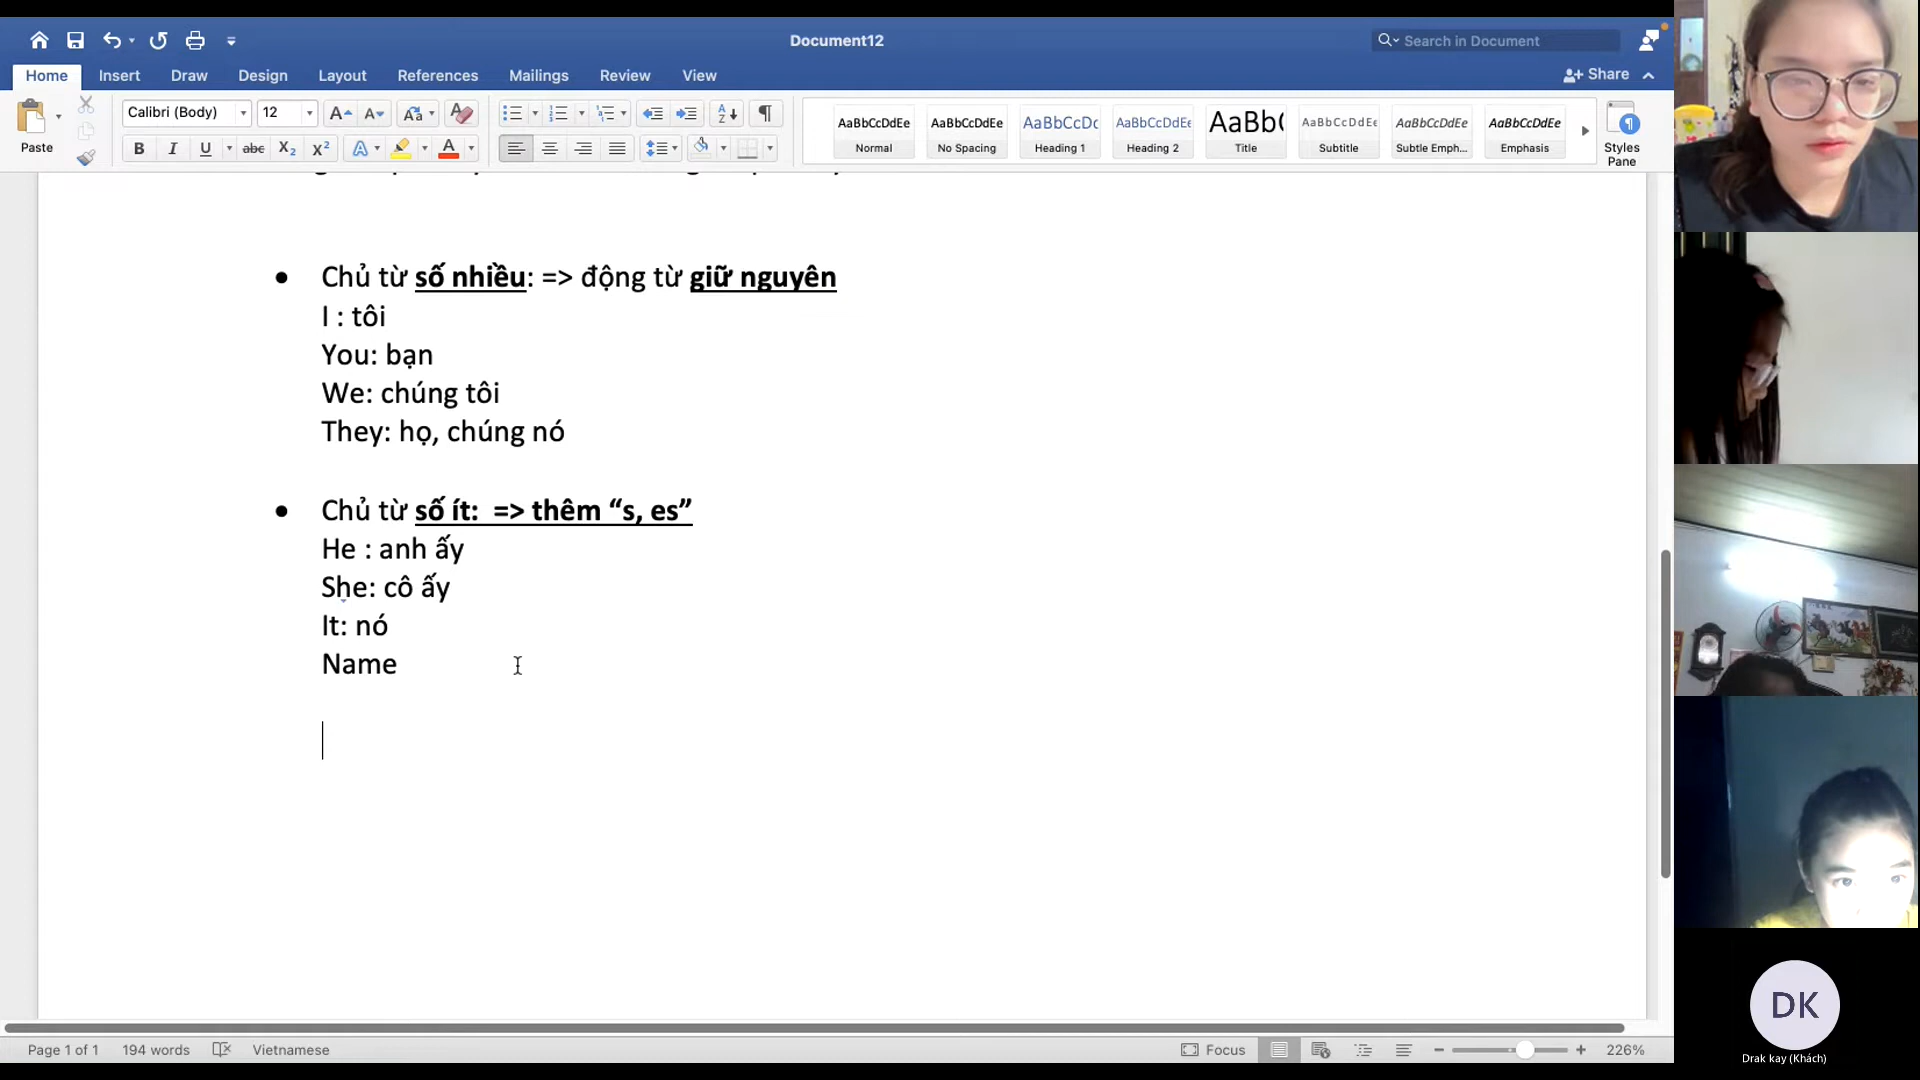 Document12
Search in Document
Home Insert Draw Design Layout References Mailings Review View
Share
Paste
Calibri (Body) 12
AaBbCcDdEe AaBbCcDdEe AaBbCcDc AaBbCcDdEe AaBb( AaBbCcDdEe AaBbCcDdEe AaBbCcDdEe
Normal No Spacing Heading 1 Heading 2 Title Subtitle Subtle Emph... Emphasis
Styles Pane
• Chủ từ số nhiều: => động từ giữ nguyên
I : tôi
You: bạn
We: chúng tôi
They: họ, chúng nó
• Chủ từ số ít: => thêm “s, es”
He : anh ấy
She: cô ấy
It: nó
Name
Page 1 of 1 194 words Vietnamese
Focus 226%
DK
Drak kay (Khách)